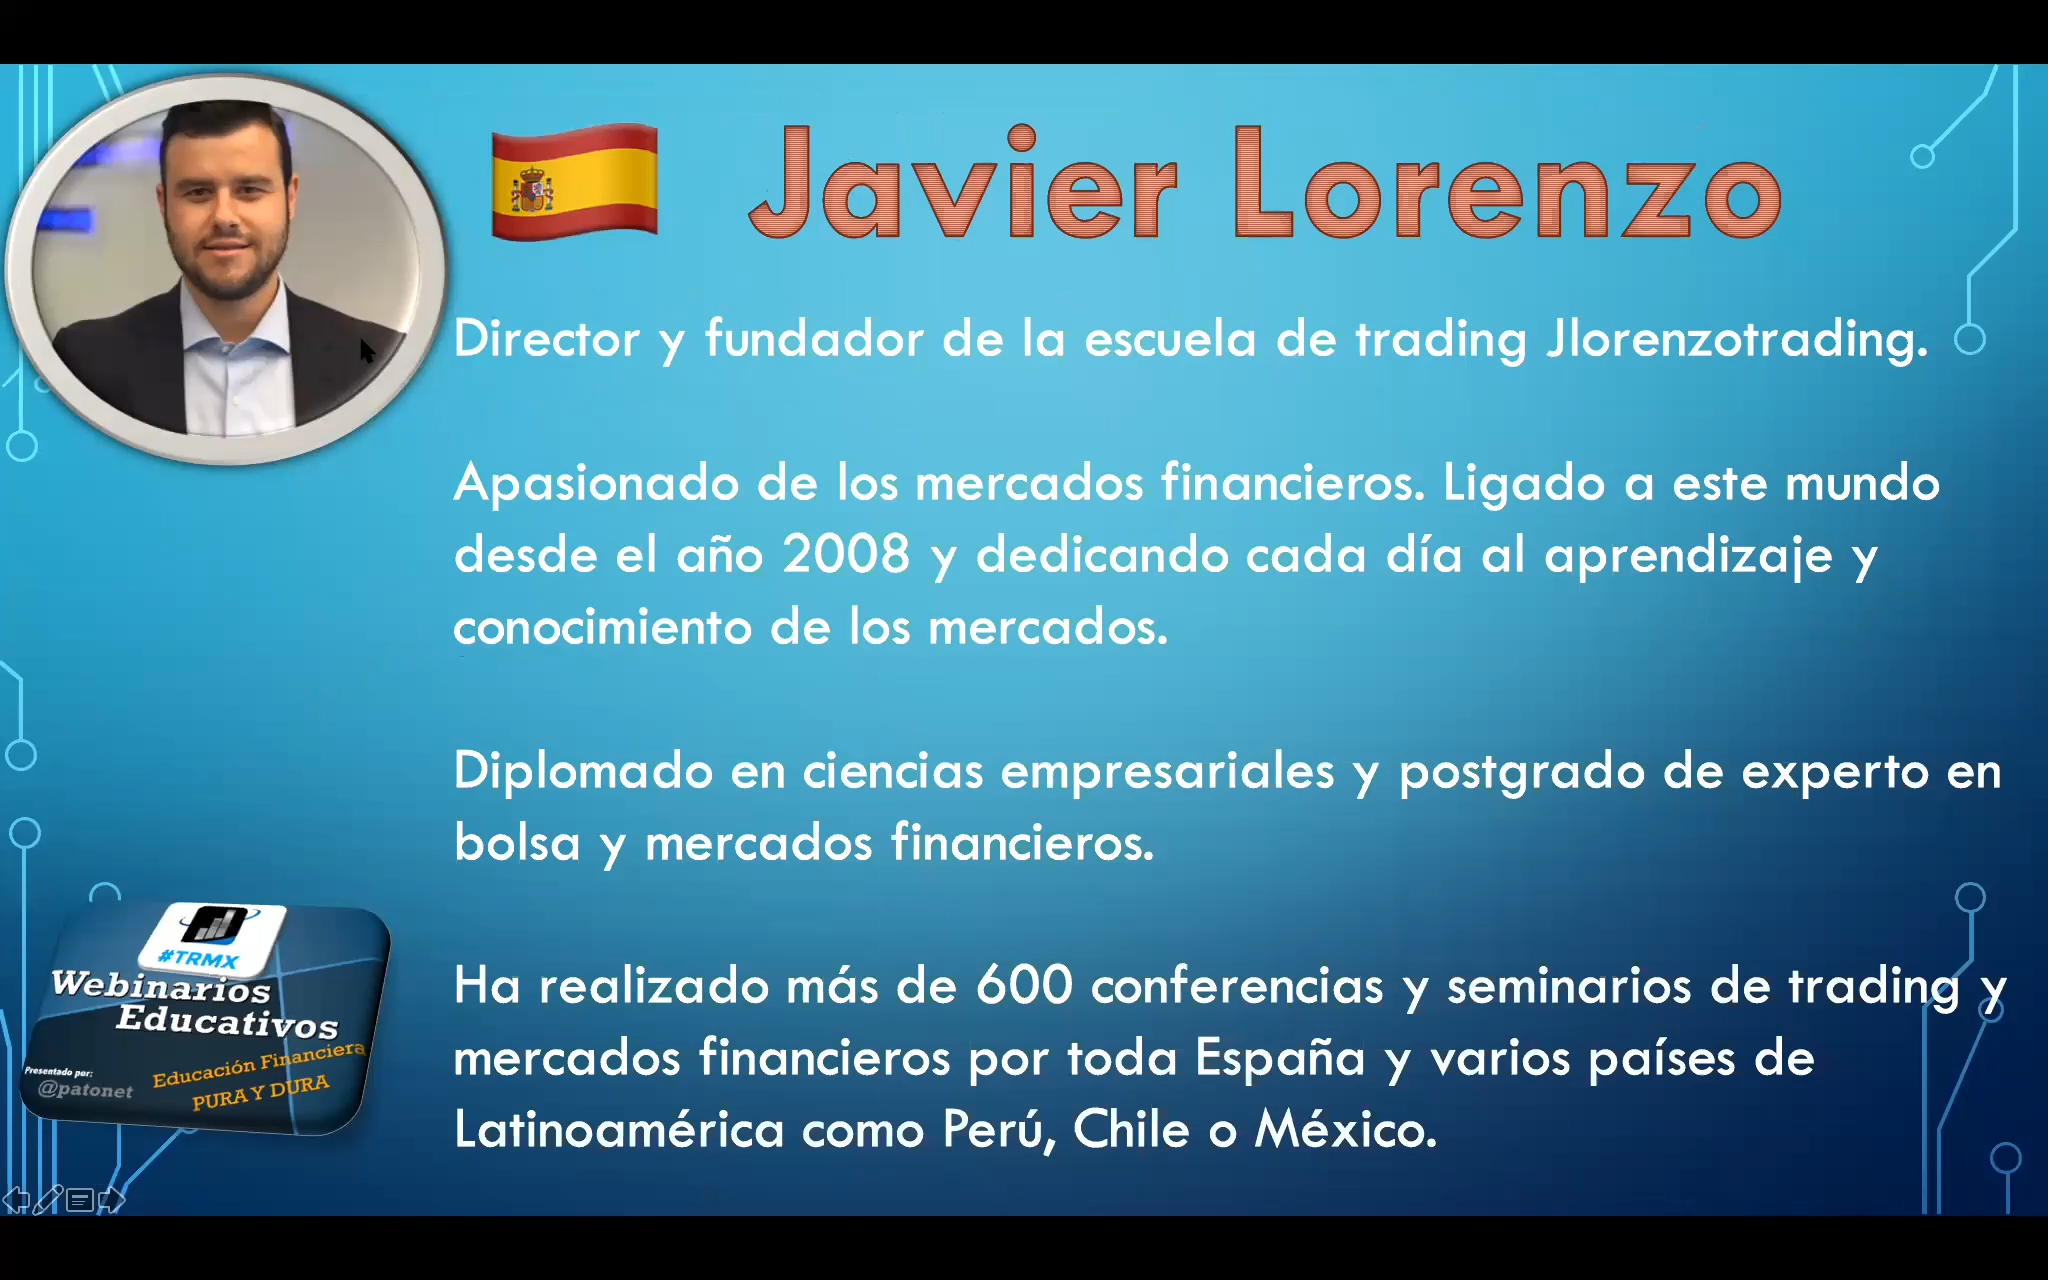 Javier Lorenzo
Director y fundador de la escuela de trading Jlorenzotrading.
Apasionado de los mercados financieros. Ligado a este mundo
desde el año 2008 y dedicando cada día al aprendizaje y
conocimiento de los mercados.
Diplomado en ciencias empresariales y postgrado de experto en
bolsa y mercados financieros.
Ha realizado más de 600 conferencias y seminarios de trading y
mercados financieros por toda España y varios países de
Latinoamérica como Perú, Chile o México.
#TRMX
Webinarios
Educativos
Educación Financiera
PURA Y DURA
Presentado por:
@patonet